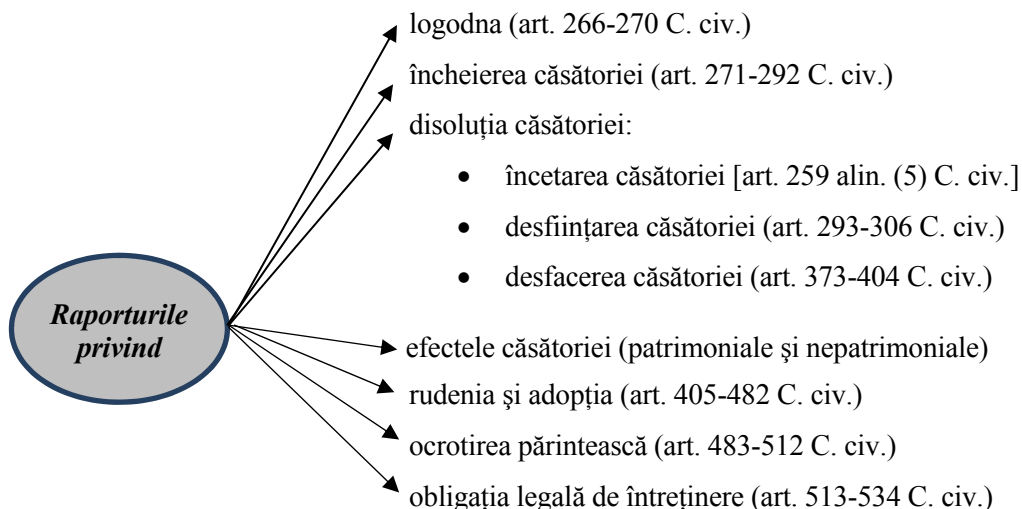 logodna (art. 266-270 C. civ.)
încheierea căsătoriei (art. 271-292 C. civ.)
disoluția căsătoriei:
• încetarea căsătoriei [art. 259 alin. (5) C. civ.]
• desființarea căsătoriei (art. 293-306 C. civ.)
• desfacerea căsătoriei (art. 373-404 C. civ.)
Raporturile
privind
efectele căsătoriei (patrimoniale şi nepatrimoniale)
rudenia şi adopția (art. 405-482 C. civ.)
ocrotirea părintească (art. 483-512 C. civ.)
obligația legală de întreținere (art. 513-534 C. civ.)